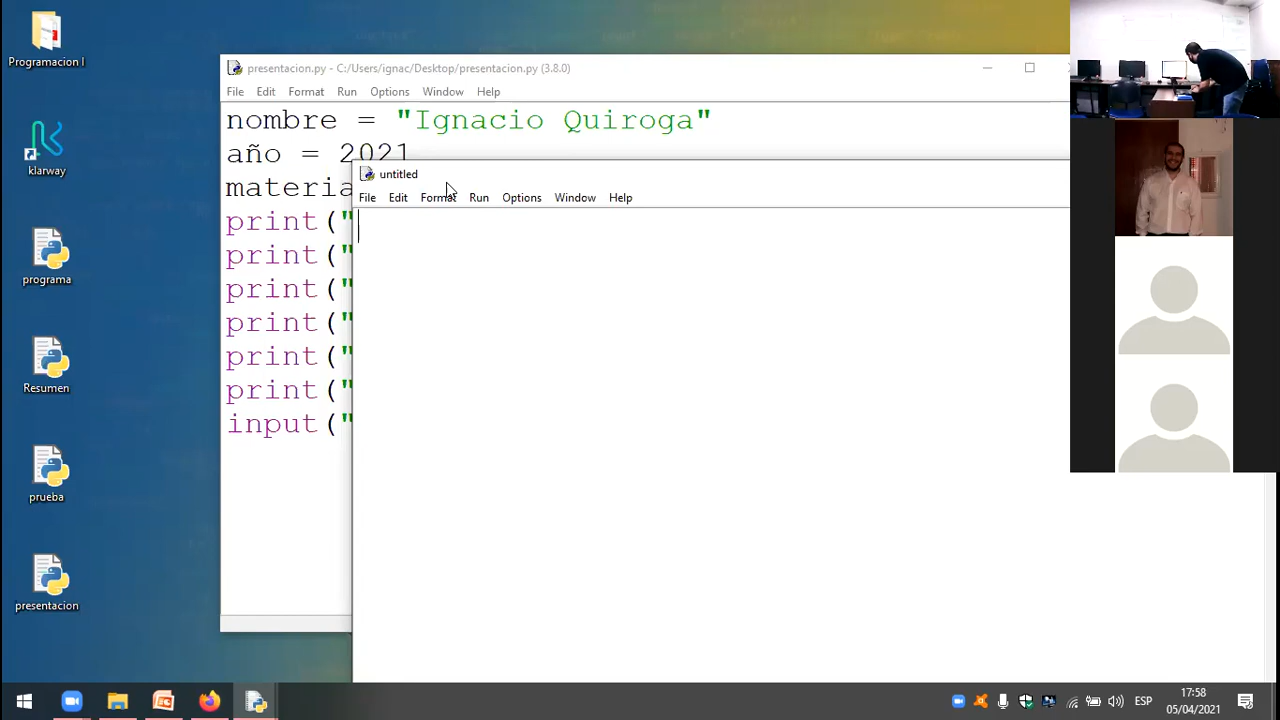 Programacion I
klarway
programa
Resumen
prueba
presentacion
presentacion.py - C:/Users/ignac/Desktop/presentacion.py (3.8.0)
File Edit Format Run Options Window Help
nombre = "Ignacio Quiroga"
año = 2021
materia
print("
print("
print("
print("
print("
print("
input("
untitled
File Edit Format Run Options Window Help
ESP
17:58
05/04/2021